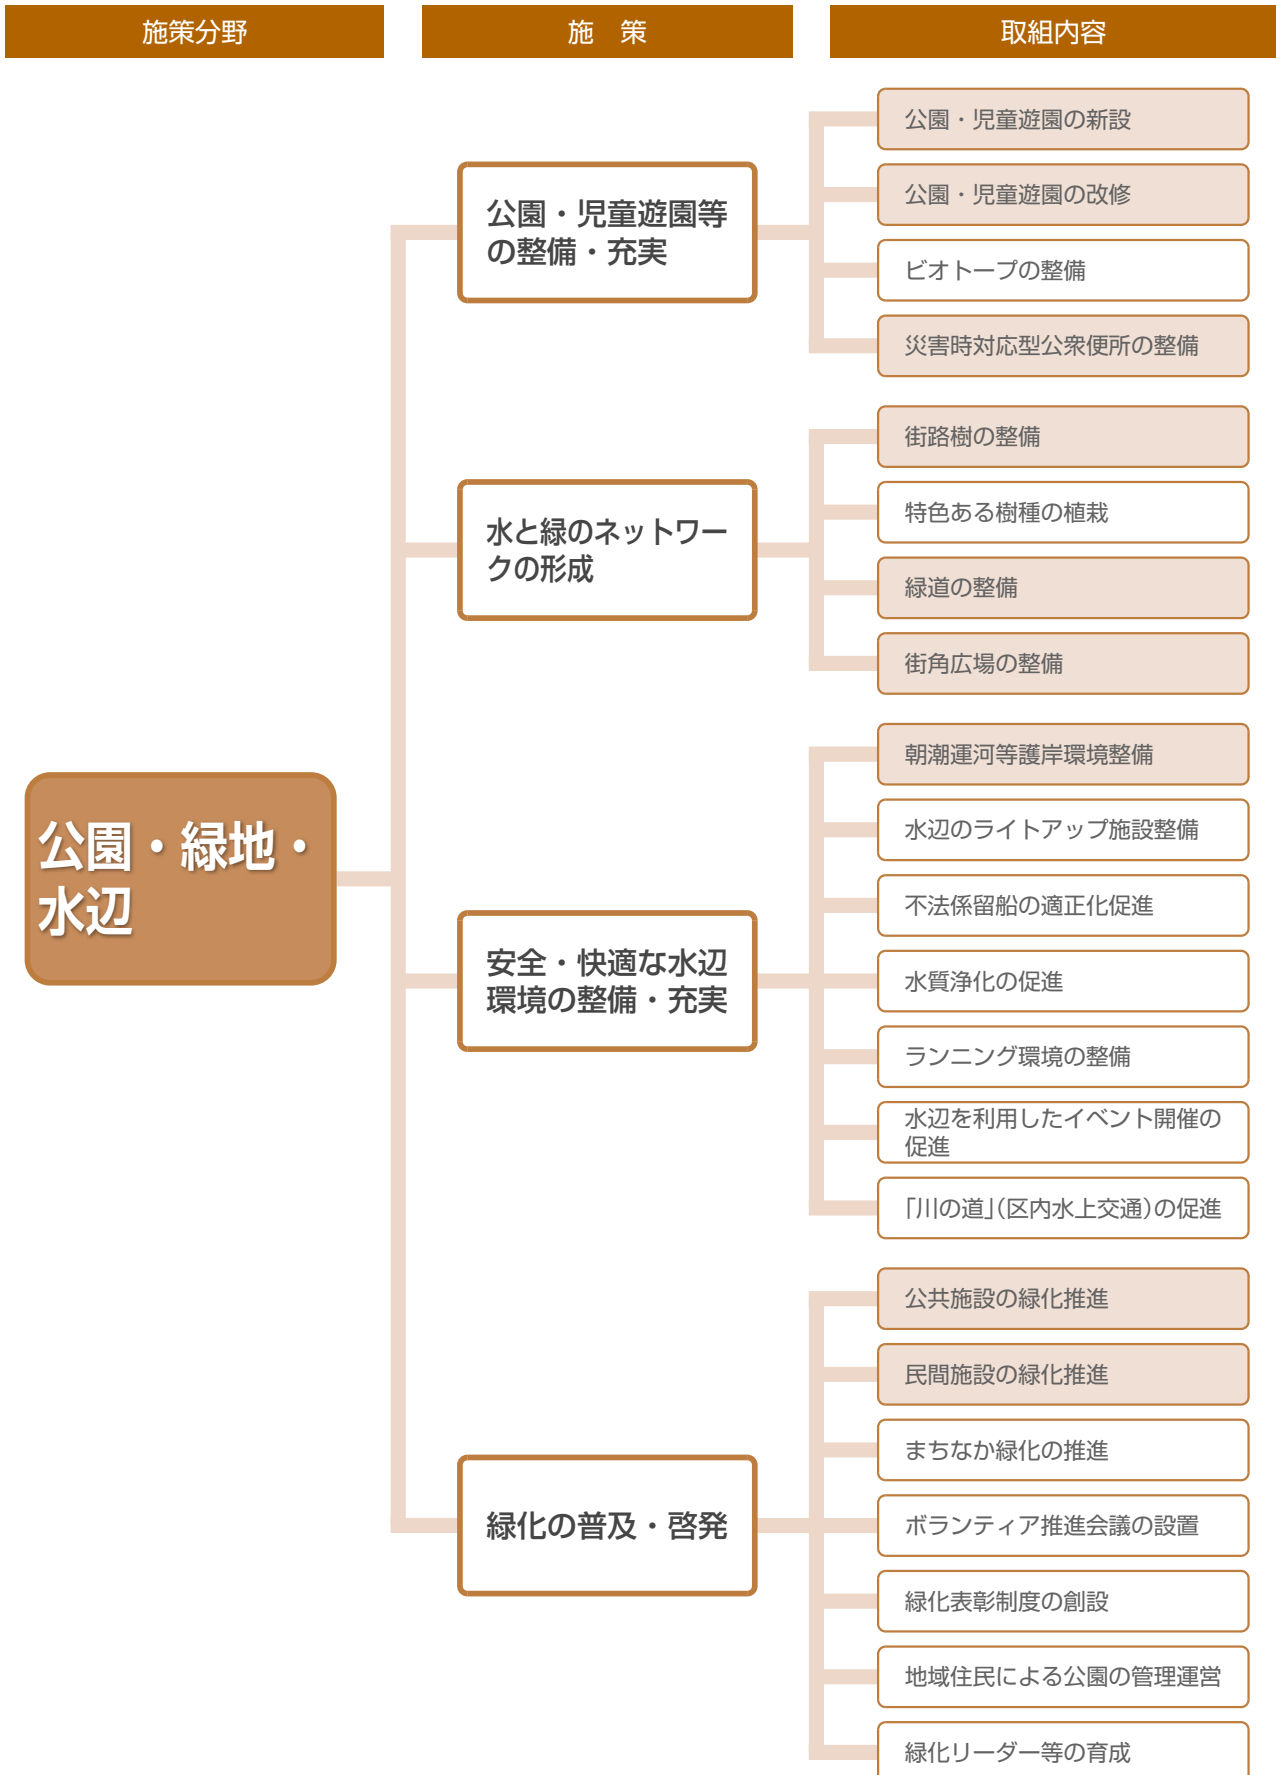 施策分野
施　策
取組内容
公園・緑地・
水辺
公園・児童遊園等
の整備・充実
公園・児童遊園の新設
公園・児童遊園の改修
ビオトープの整備
災害時対応型公衆便所の整備
水と緑のネットワー
クの形成
街路樹の整備
特色ある樹種の植栽
緑道の整備
街角広場の整備
安全・快適な水辺
環境の整備・充実
朝潮運河等護岸環境整備
水辺のライトアップ施設整備
不法係留船の適正化促進
水質浄化の促進
ランニング環境の整備
水辺を利用したイベント開催の
促進
「川の道」（区内水上交通）の促進
緑化の普及・啓発
公共施設の緑化推進
民間施設の緑化推進
まちなか緑化の推進
ボランティア推進会議の設置
緑化表彰制度の創設
地域住民による公園の管理運営
緑化リーダー等の育成